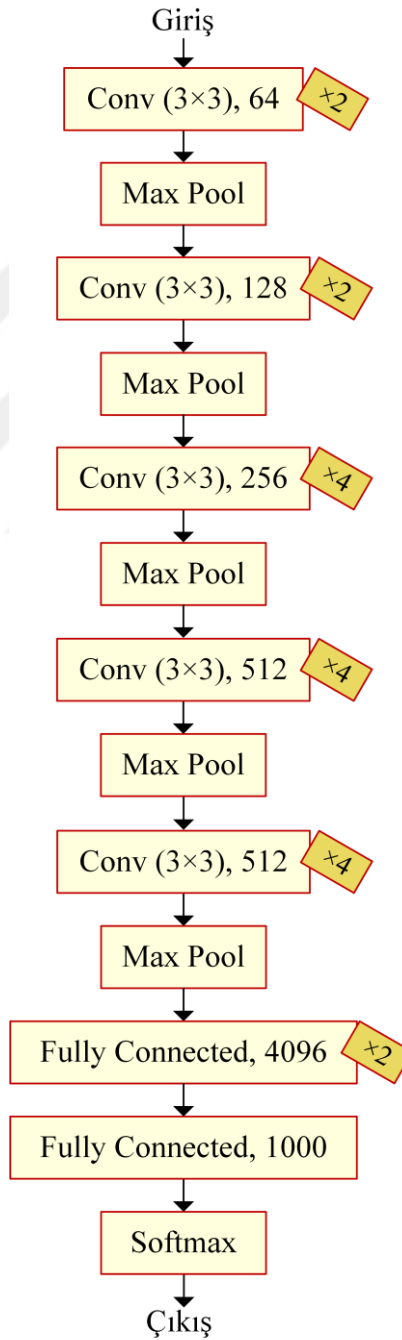 Giriş
Conv (3×3), 64
×2
Max Pool
Conv (3×3), 128
×2
Max Pool
Conv (3×3), 256
×4
Max Pool
Conv (3×3), 512
×4
Max Pool
Conv (3×3), 512
×4
Max Pool
Fully Connected, 4096
×2
Fully Connected, 1000
Softmax
Çıkış